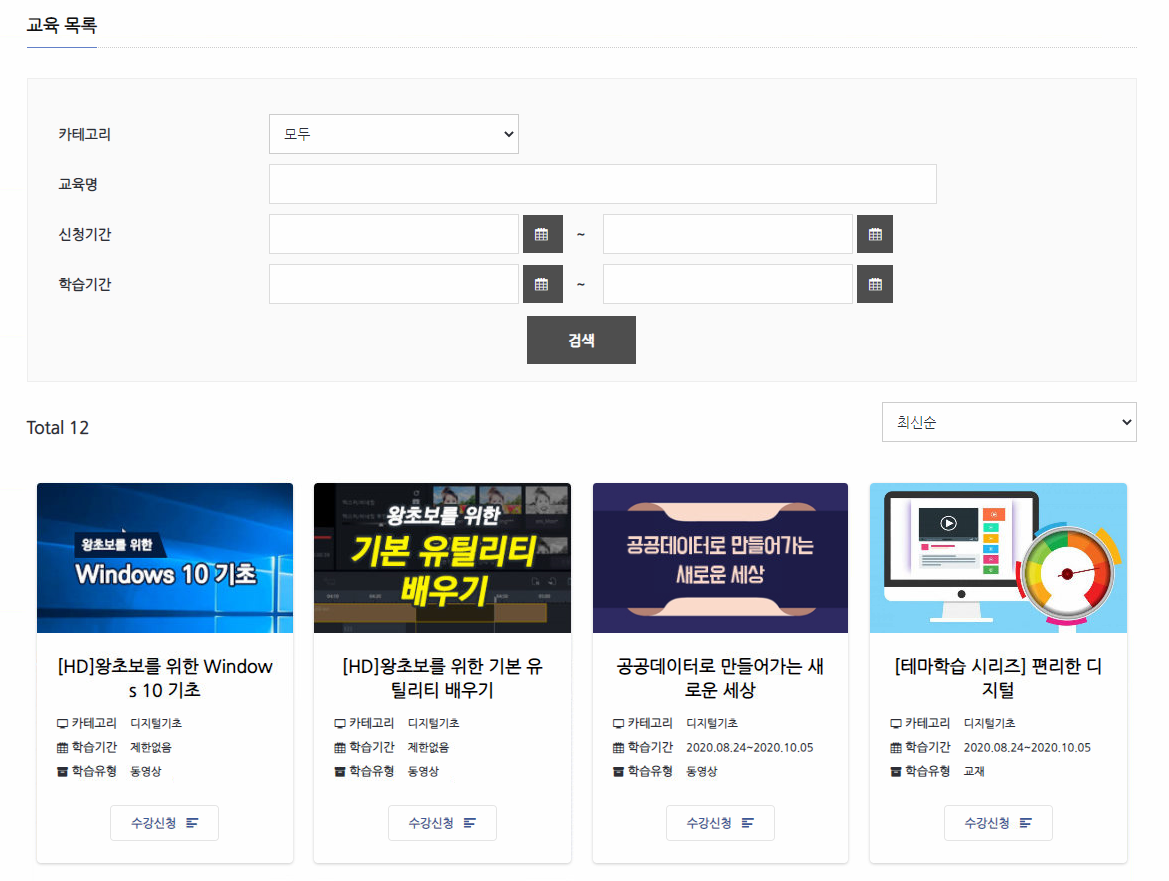 교육 목록
카테고리
모두
교육명
신청기간
~
학습기간
~
검색
Total 12
최신순
왕초보를 위한
Windows 10 기초
[HD]왕초보를 위한 Window
s 10 기초
카테고리 디지털기초
학습기간 제한없음
학습유형 동영상
수강신청
왕초보를 위한
기본 유틸리티
배우기
[HD]왕초보를 위한 기본 유
틸리티 배우기
카테고리 디지털기초
학습기간 제한없음
학습유형 동영상
수강신청
공공데이터로 만들어가는
새로운 세상
공공데이터로 만들어가는 새
로운 세상
카테고리 디지털기초
학습기간 2020.08.24~2020.10.05
학습유형 동영상
수강신청
[테마학습 시리즈] 편리한 디
지털
카테고리 디지털기초
학습기간 2020.08.24~2020.10.05
학습유형 교재
수강신청